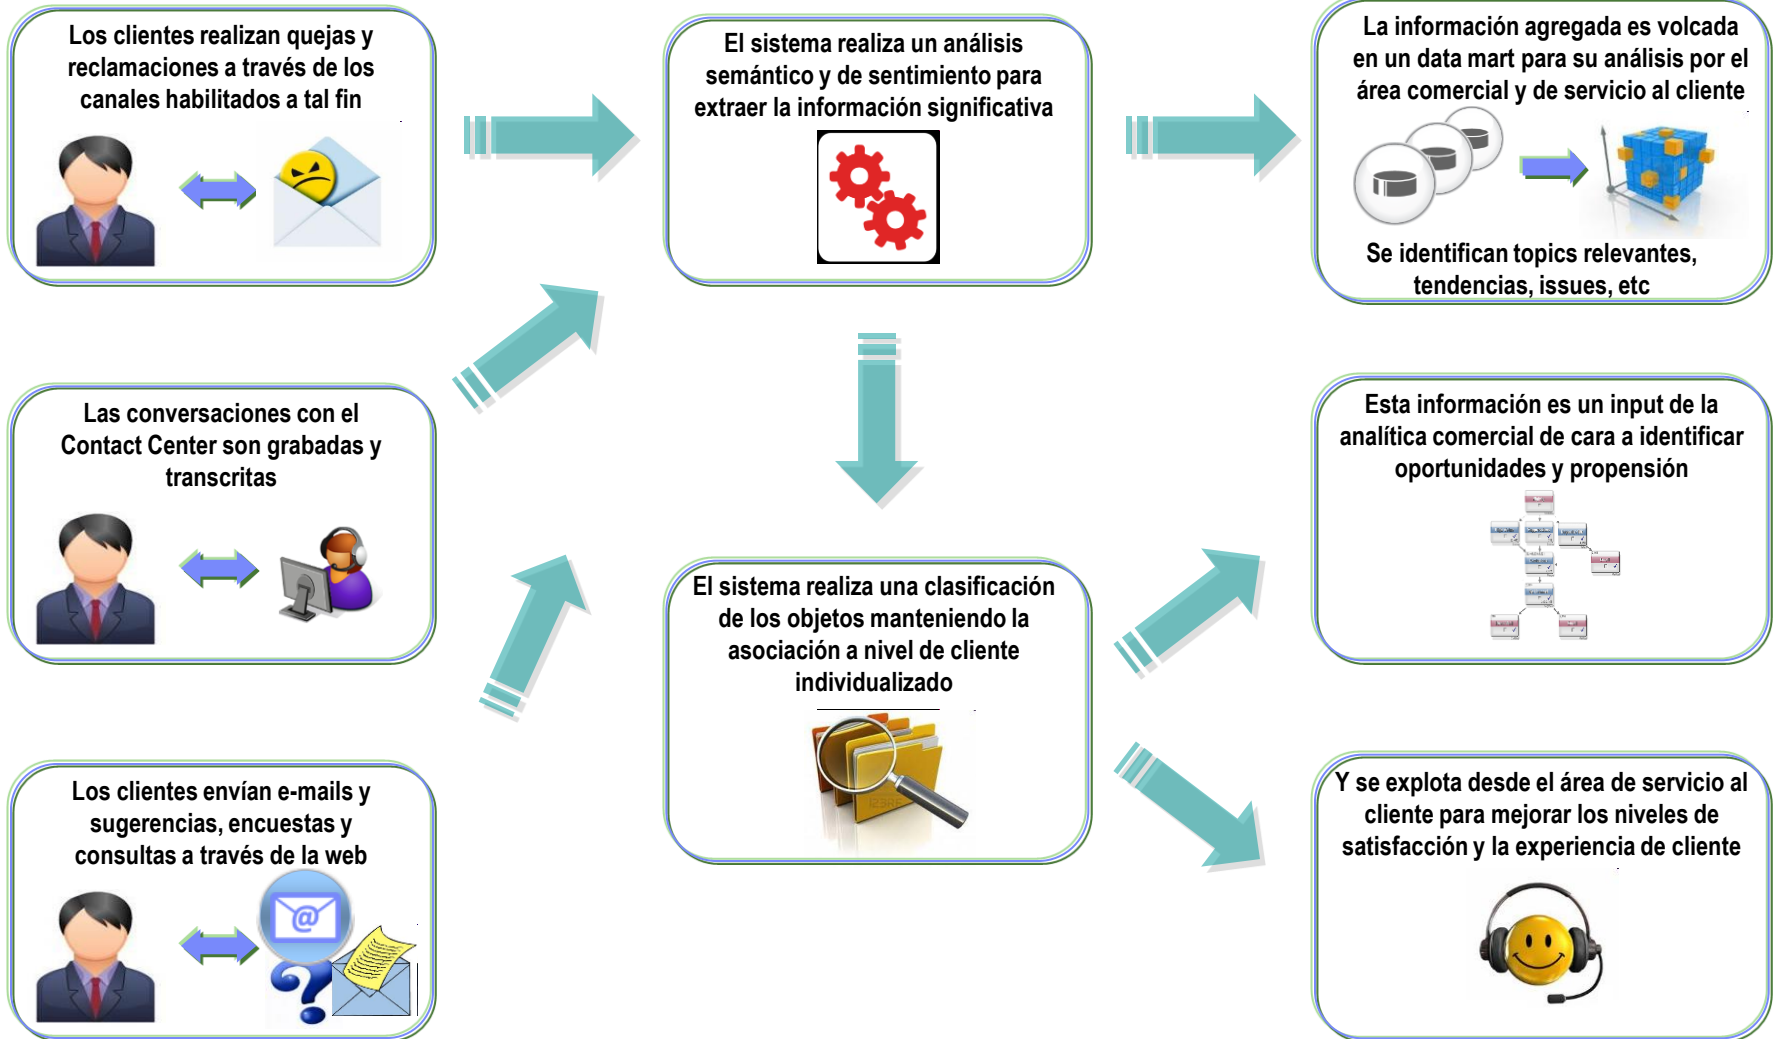 Los clientes realizan quejas y
reclamaciones a través de los
canales habilitados a tal fin
El sistema realiza un análisis
semántico y de sentimiento para
extraer la información significativa
La información agregada es volcada
en un data mart para su análisis por el
área comercial y de servicio al cliente
Se identifican topics relevantes,
tendencias, issues, etc
Las conversaciones con el
Contact Center son grabadas y
transcritas
Esta información es un input de la
analítica comercial de cara a identificar
oportunidades y propensión
El sistema realiza una clasificación
de los objetos manteniendo la
asociación a nivel de cliente
individualizado
123RF
Los clientes envían e-mails y
sugerencias, encuestas y
consultas a través de la web
@
?
Y se explota desde el área de servicio al
cliente para mejorar los niveles de
satisfacción y la experiencia de cliente